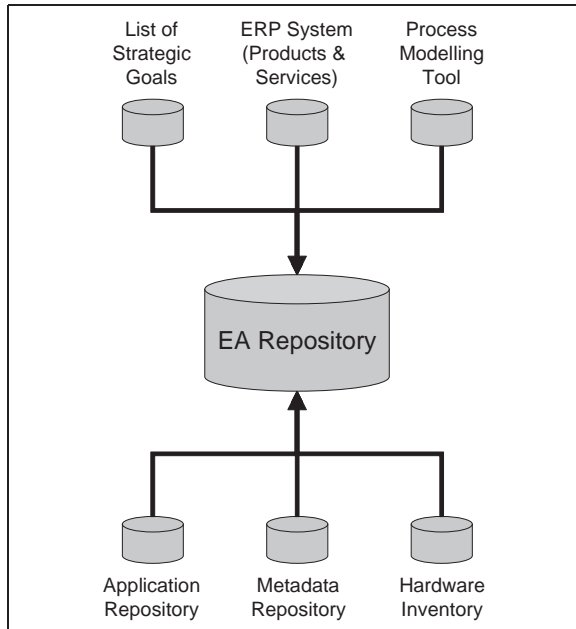 List of
Strategic
Goals
ERP System
(Products &
Services)
Process
Modelling
Tool
EA Repository
Application
Repository
Metadata
Repository
Hardware
Inventory